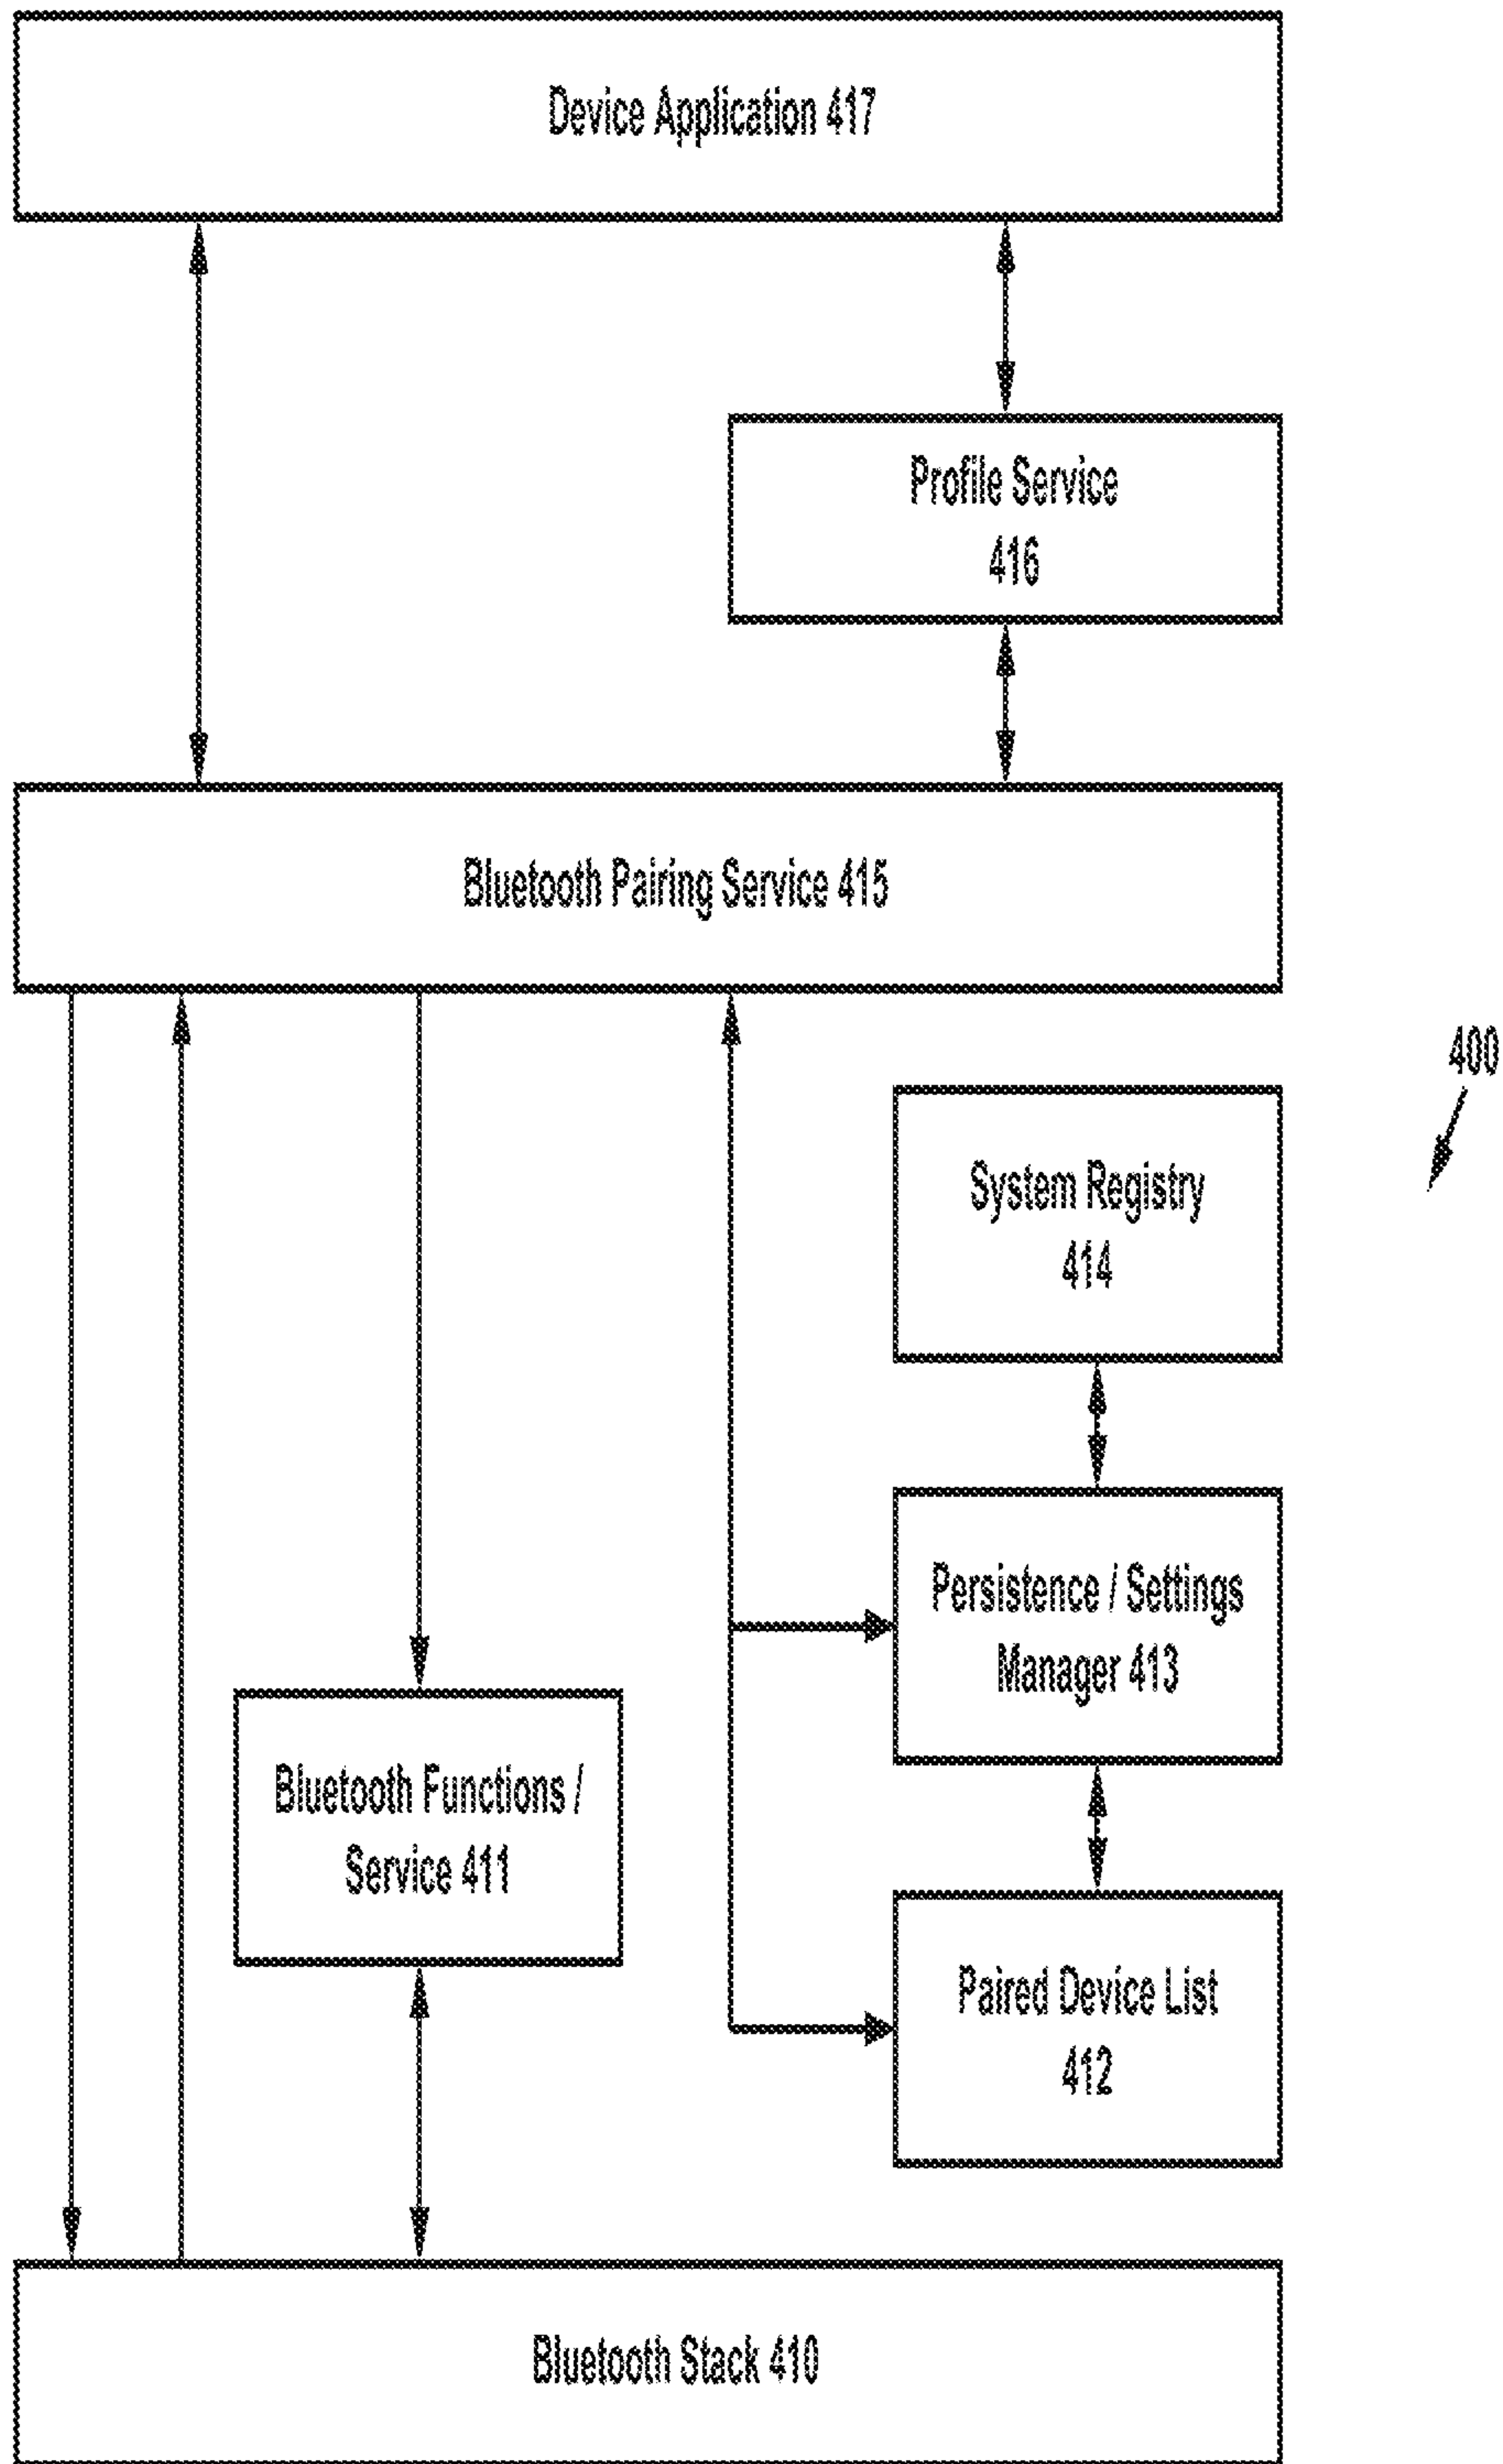 Device Application 417
Profile Service
416
Bluetooth Pairing Service 415
400
System Registry
414
Persistence / Settings
Manager 413
Bluetooth Functions /
Service 411
Paired Device List
412
Bluetooth Stack 410